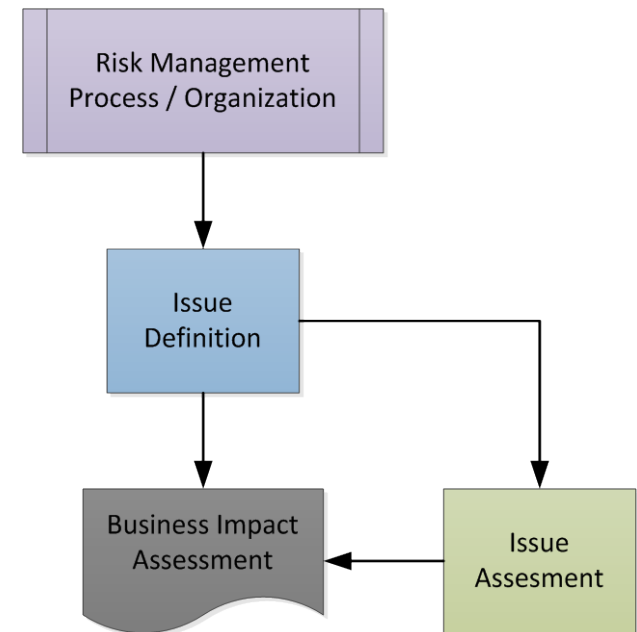 Risk Management
Process / Organization
Issue
Definition
Business Impact
Assessment
Issue
Assesment